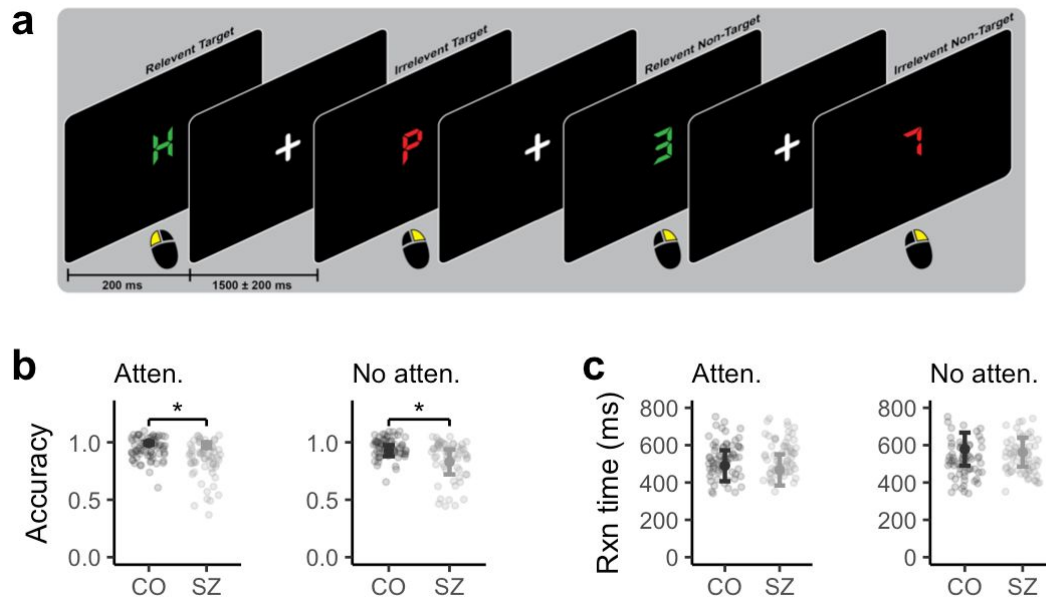 a
Relevent Target
Irrelevent Target
Relevent Non-Target
Irrelevent Non-Target
H
P
3
7
200 ms
1500 ± 200 ms
b
Atten.
No atten.
*
*
Accuracy
1.0
0.5
0.0
1.0
0.5
0.0
CO
SZ
CO
SZ
c
Atten.
No atten.
Rxn time (ms)
800
600
400
200
0
800
600
400
200
0
CO
SZ
CO
SZ